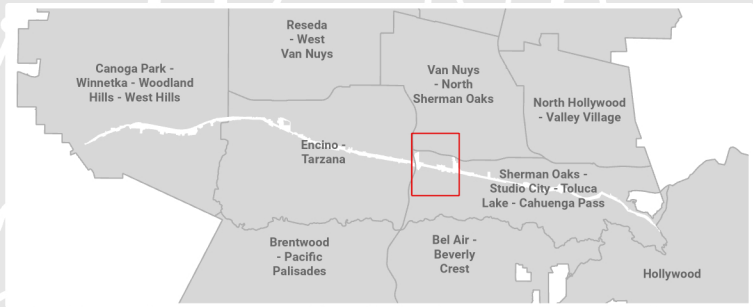 Reseda
- West
Van Nuys
Canoga Park -
Winnetka - Woodland
Hills - West Hills
Van Nuys
- North
Sherman Oaks
North Hollywood
- Valley Village
Encino -
Tarzana
Sherman Oaks -
Studio City - Toluca
Lake - Cahuenga Pass
Brentwood
- Pacific
Palisades
Bel Air -
Beverly
Crest
Hollywood